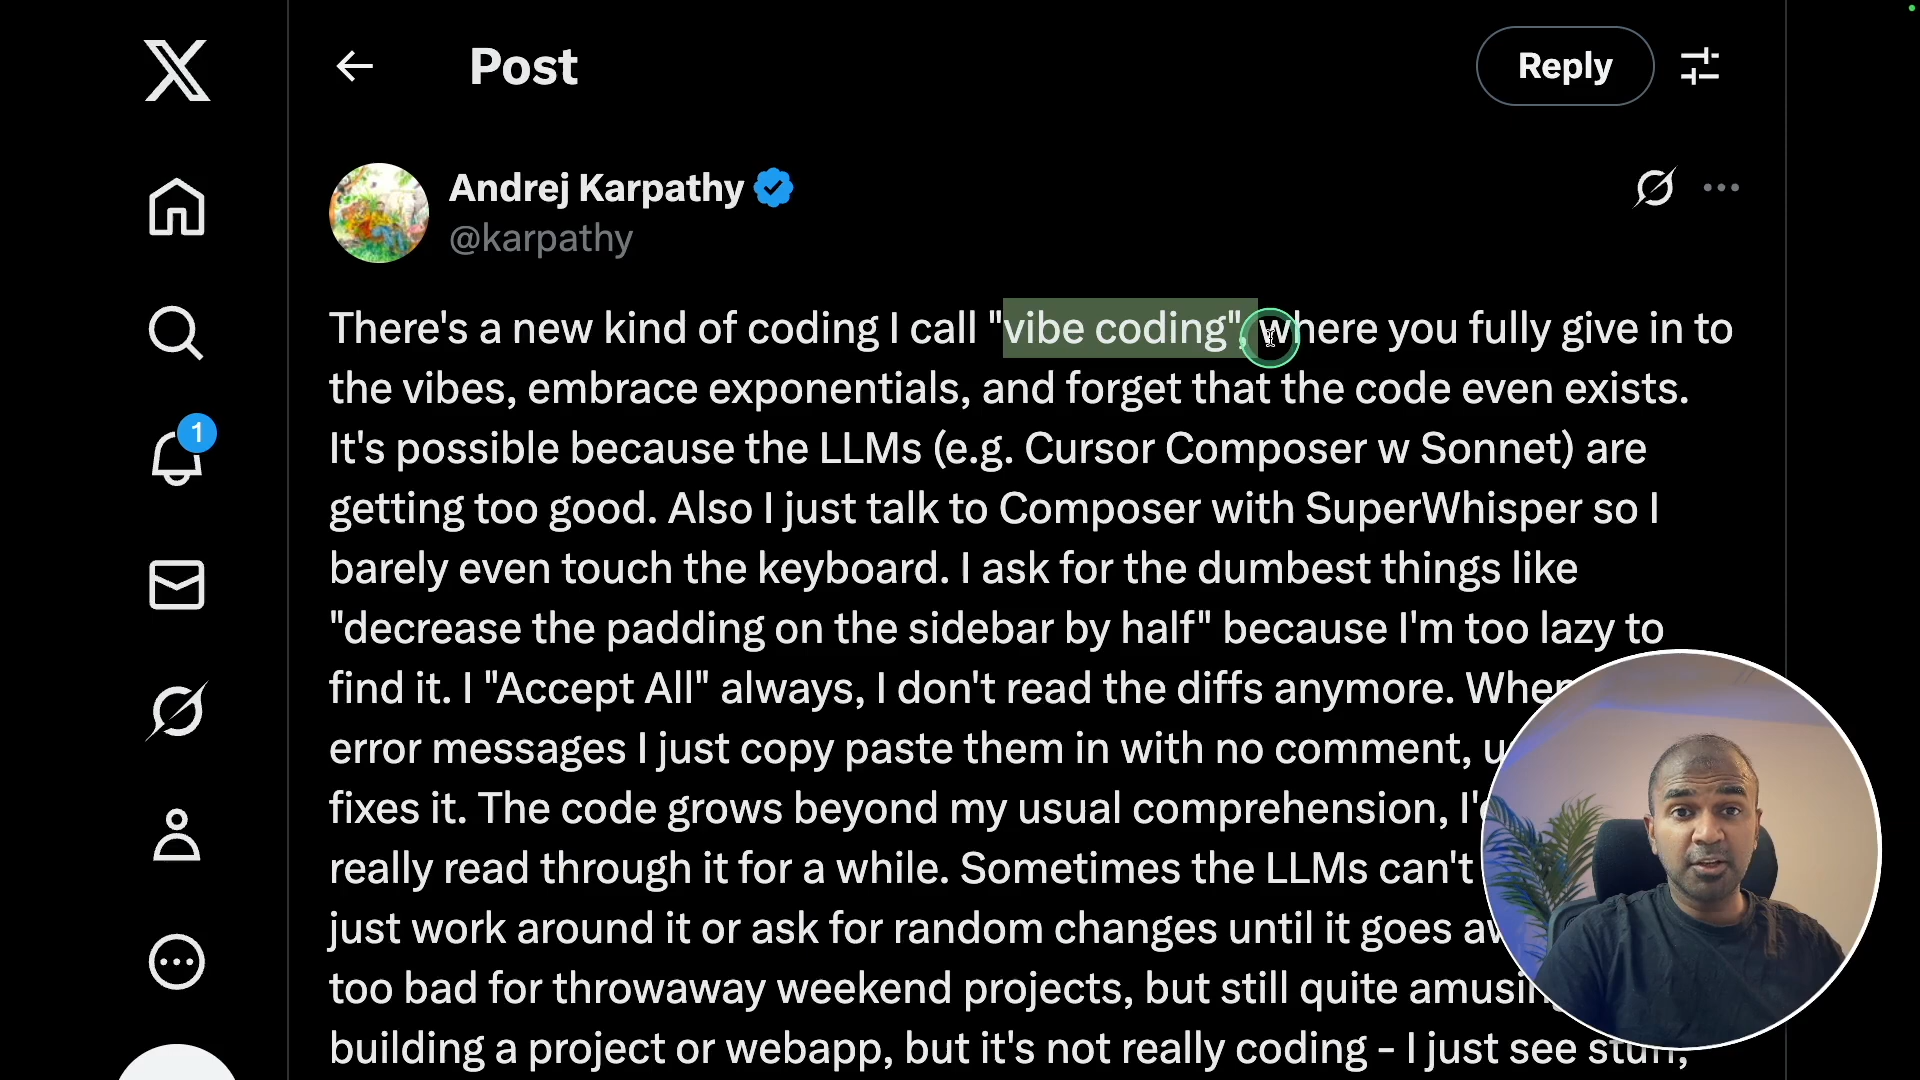 Post
Reply
Andrej Karpathy
@karpathy
There's a new kind of coding I call "vibe coding", where you fully give in to
the vibes, embrace exponentials, and forget that the code even exists.
It's possible because the LLMs (e.g. Cursor Composer w Sonnet) are
getting too good. Also I just talk to Composer with SuperWhisper so I
barely even touch the keyboard. I ask for the dumbest things like
"decrease the padding on the sidebar by half" because I'm too lazy to
find it. I "Accept All" always, I don't read the diffs anymore.
error messages I just copy paste them in with no comment,
fixes it. The code grows beyond my usual comprehension,
really read through it for a while. Sometimes the LLMs can't
just work around it or ask for random changes until it goes
too bad for throwaway weekend projects, but still quite
building a project or webapp, but it's not really coding - I just see stuff,
1